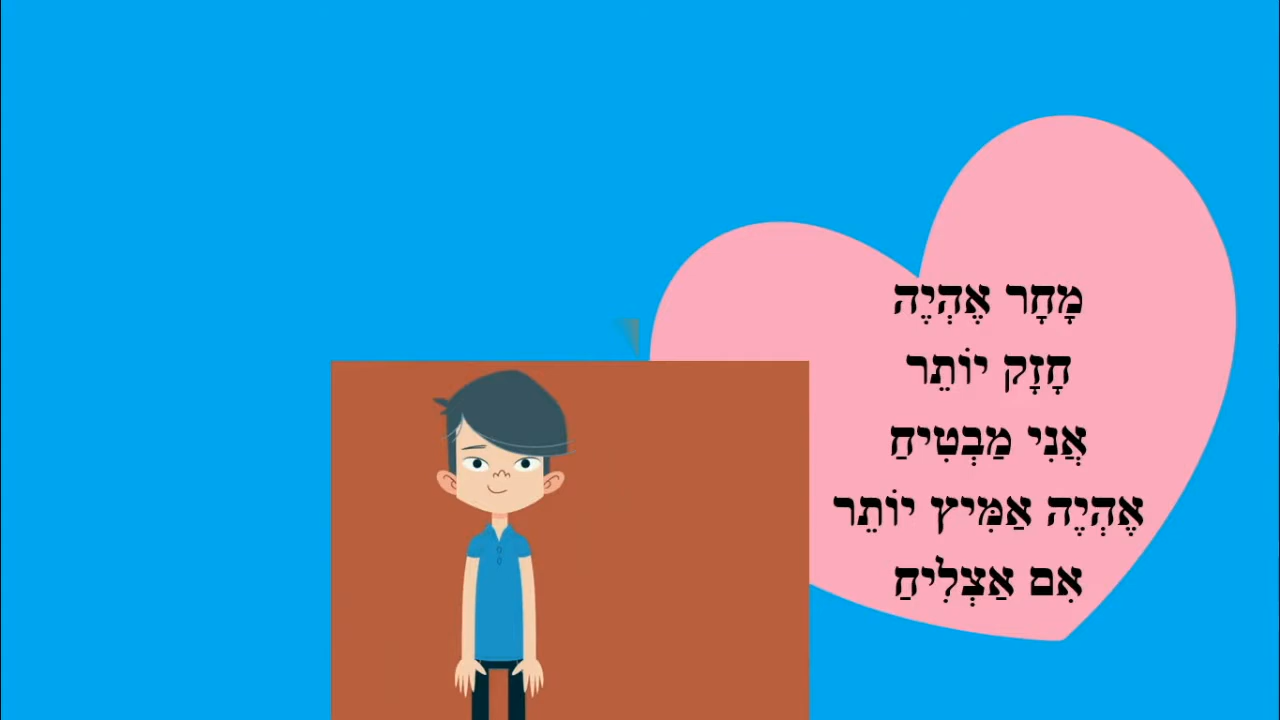 מָחָר אֶהְיֶה
חָזָק יוֹתֵר
אֲנִי מַבְטִיחַ
אֶהְיֶה אַמִּיץ יוֹתֵר
אִם אַצְלִיחַ